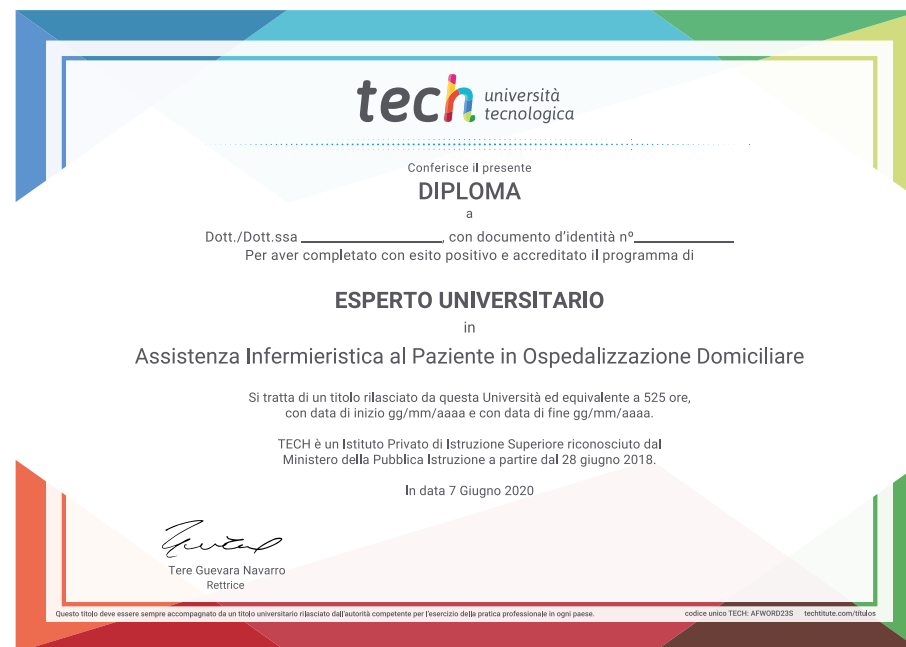 tech università
tecnologica
Conferisce il presente
DIPLOMA
a
Dott./Dott.ssa ____________________, con documento d'identità nº______________
Per aver completato con esito positivo e accreditato il programma di
ESPERTO UNIVERSITARIO
in
Assistenza Infermieristica al Paziente in Ospedalizzazione Domiciliare
Si tratta di un titolo rilasciato da questa Università ed equivalente a 525 ore,
con data di inizio gg/mm/aaaa e con data di fine gg/mm/aaaa.
TECH è un Istituto Privato di Istruzione Superiore riconosciuto dal
Ministero della Pubblica Istruzione a partire dal 28 giugno 2018.
In data 7 Giugno 2020
Tere Guevara Navarro
Rettrice
Questo titolo deve essere sempre accompagnato da un titolo universitario rilasciato dall'autorità competente per l'esercizio della pratica professionale in ogni paese.
codice unico TECH: AFWORD23S techtitute.com/titulos